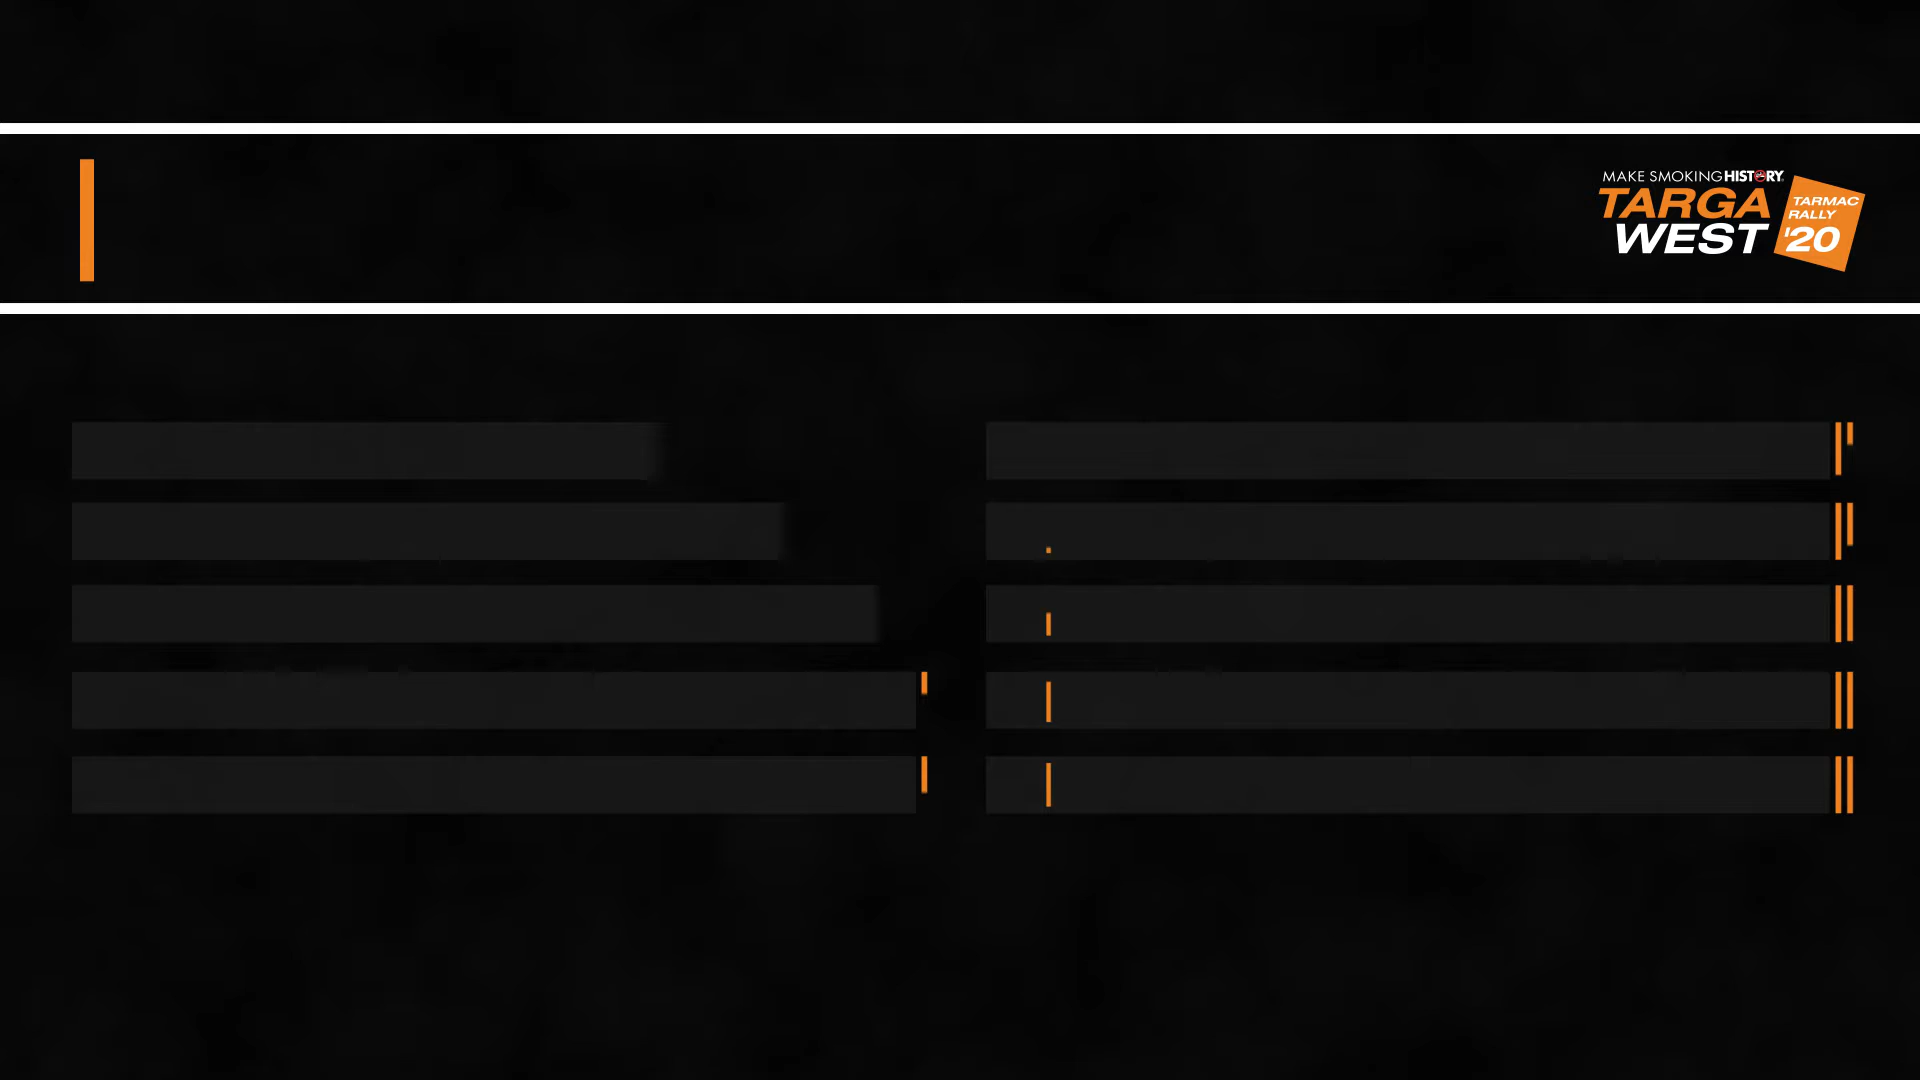 MAKE SMOKING HISTORY
TARGA
WEST
TARMAC
RALLY
'20